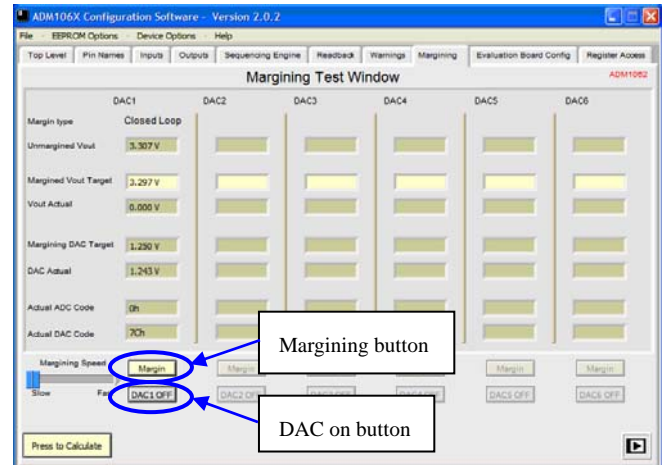 ADM106X Configuration Software - Version 2.0.2
File EEPROM Options Device Options Help
Top Level Pin Names Inputs Outputs Sequencing Engine Readback Warnings Margining Evaluation Board Config Register Access
Margining Test Window
ADM1062
DAC1 DAC2 DAC3 DAC4 DAC5 DAC6
Margin type Closed Loop
Unmargined Vout 3.307 V
Margined Vout Target 3.297 V
Vout Actual 0.000 V
Margining DAC Target 1.250 V
DAC Actual 1.243 V
Actual ADC Code 0h
Actual DAC Code 7Ch
Margining button
Margining Speed Margin Margin Margin Margin
Slow Fast DAC1 OFF DAC2 OFF DAC5 OFF DAC6 OFF
DAC on button
Press to Calculate